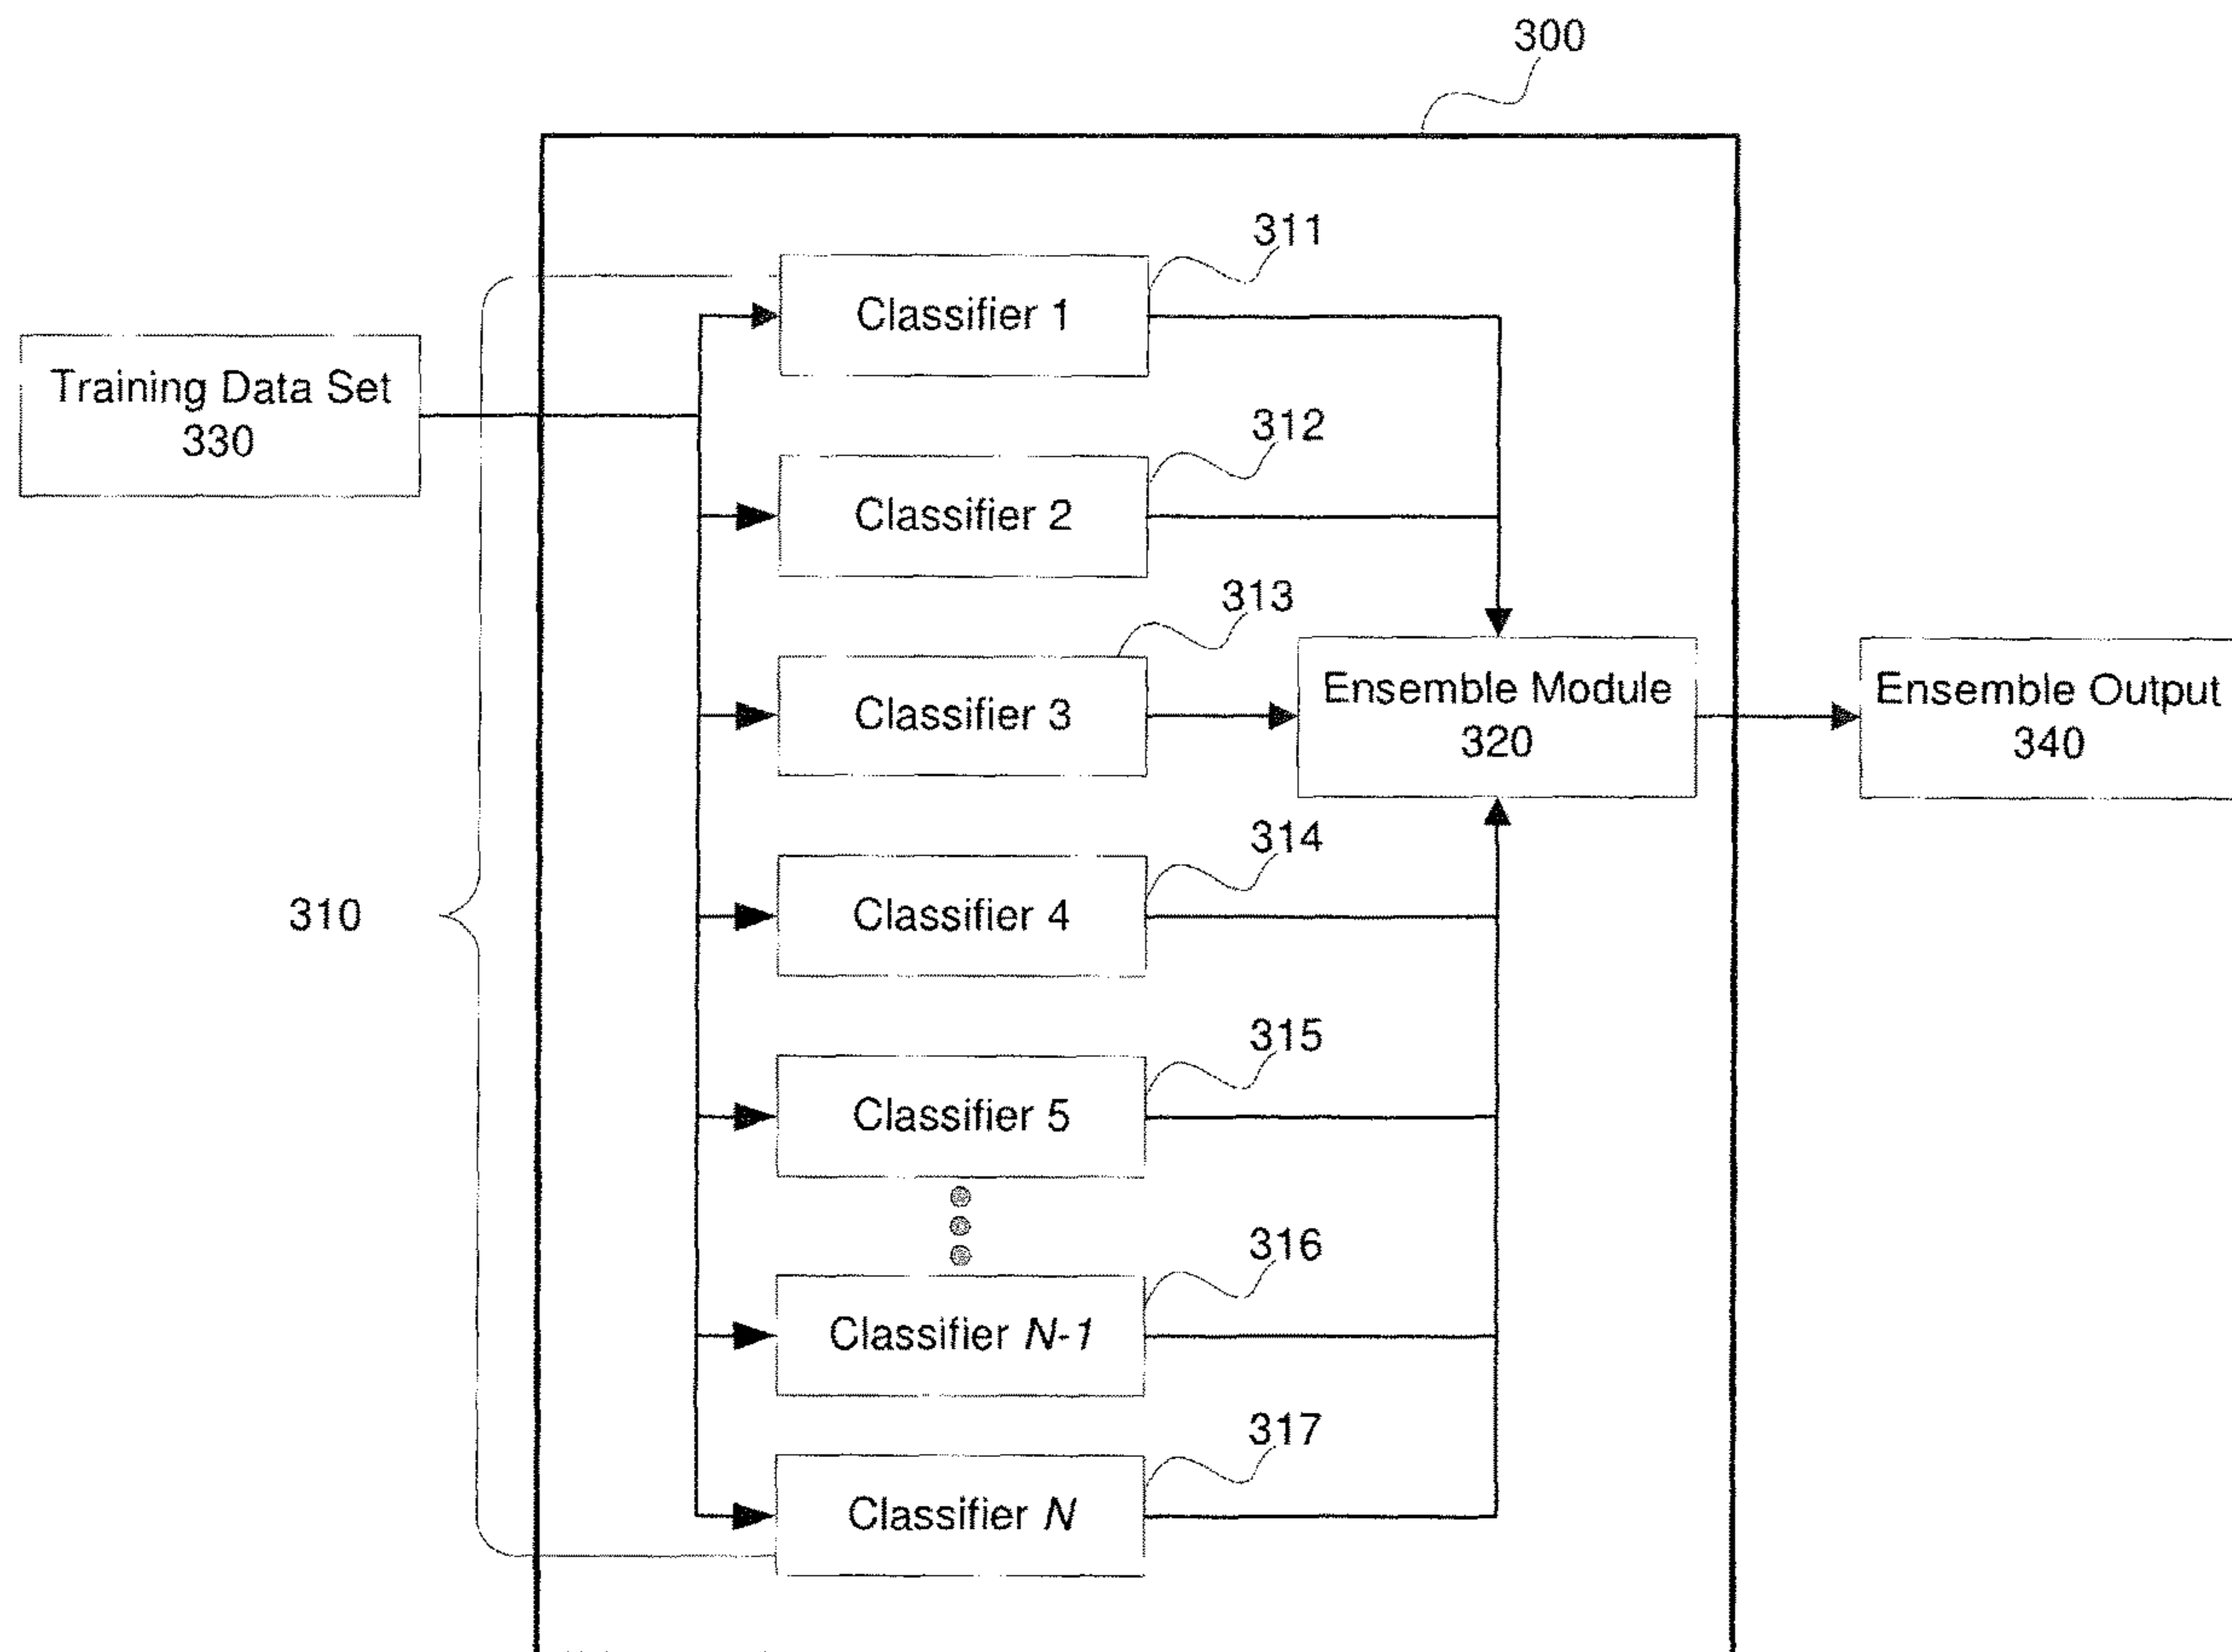 300
311
Classifier 1
Training Data Set
330
312
Classifier 2
313
Classifier 3
Ensemble Module
320
Ensemble Output
340
314
Classifier 4
310
315
Classifier 5
316
Classifier N-1
317
Classifier N